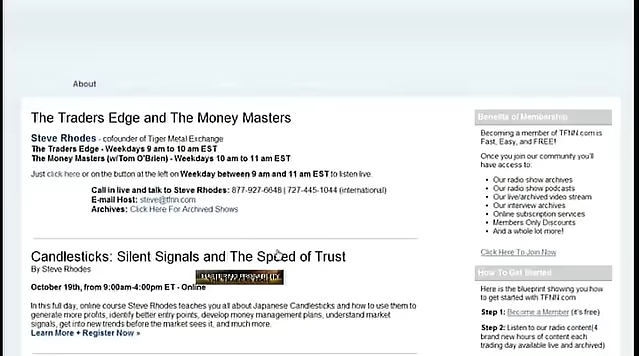 About
The Traders Edge and The Money Masters
Steve Rhodes - cofounder of Tiger Metal Exchange
The Traders Edge - Weekdays 9 am to 10 am EST
The Money Masters (w/Tom O'Brien) - Weekdays 10 am to 11 am EST
Just click here or on the button at the left on Weekday between 9 am and 11 am EST to listen live.
Call in live and talk to Steve Rhodes: 877-927-6648 | 727-445-1044 (international)
E-mail Host: steve@tfnn.com
Archives: Click Here For Archived Shows
Candlesticks: Silent Signals and The Speed of Trust
By Steve Rhodes
October 19th, from 9:00am-4:00pm ET - Online
In this full day, online course Steve Rhodes teaches you all about Japanese Candlesticks and how to use them to
generate more profits, identify better entry points, develop money management plans, understand market
signals, get into new trends before the market sees it, and much more.
Learn More + Register Now »
Benefits of Membership
Becoming a member of TFNN.com is
Fast, Easy, and FREE!
Once you join our community you'll
have access to:
• Our radio show archives
• Our radio show podcasts
• Our live/archived video stream
• Our interview archives
• Online subscription services
• Members Only Discounts
• And a whole lot more!
Click Here To Join Now
How To Get Started
Here is the blueprint showing you how
to get started with TFNN.com
Step 1: Become a Member (it's free)
Step 2: Listen to our radio content(4
brand new hours of content each
trading day available live and archived)